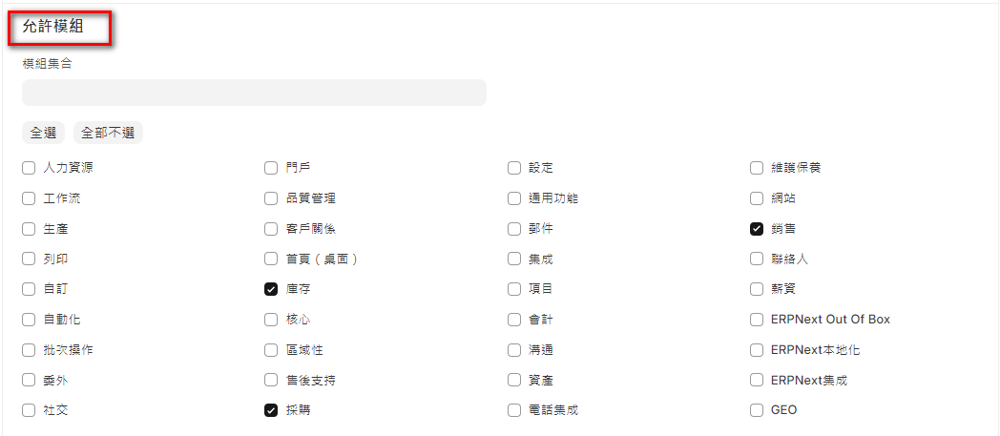 允許模組
模組集合
全選 全部不選
人力資源 門戶 設定 維護保養
工作流 品質管理 通用功能 網站
生產 客戶關係 郵件 銷售
列印 首頁（桌面） 集成 聯絡人
自訂 庫存 項目 薪資
自動化 核心 會計 ERPNext Out Of Box
批次操作 區域性 溝通 ERPNext本地化
委外 售後支持 資產 ERPNext集成
社交 採購 電話集成 GEO